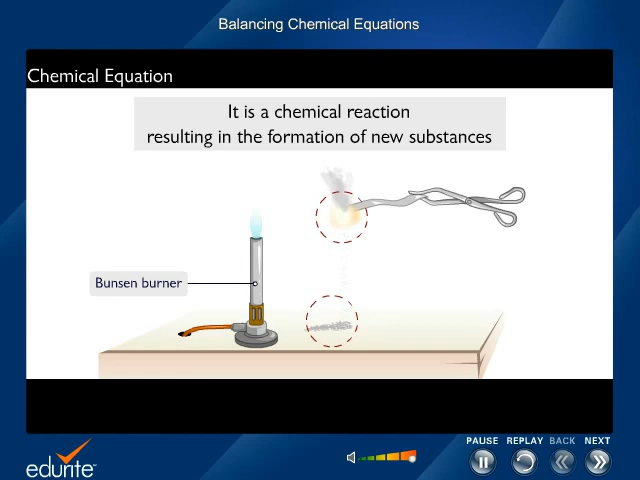 Balancing Chemical Equations
Chemical Equation
It is a chemical reaction
resulting in the formation of new substances
Bunsen burner
PAUSE REPLAY BACK NEXT
edurite